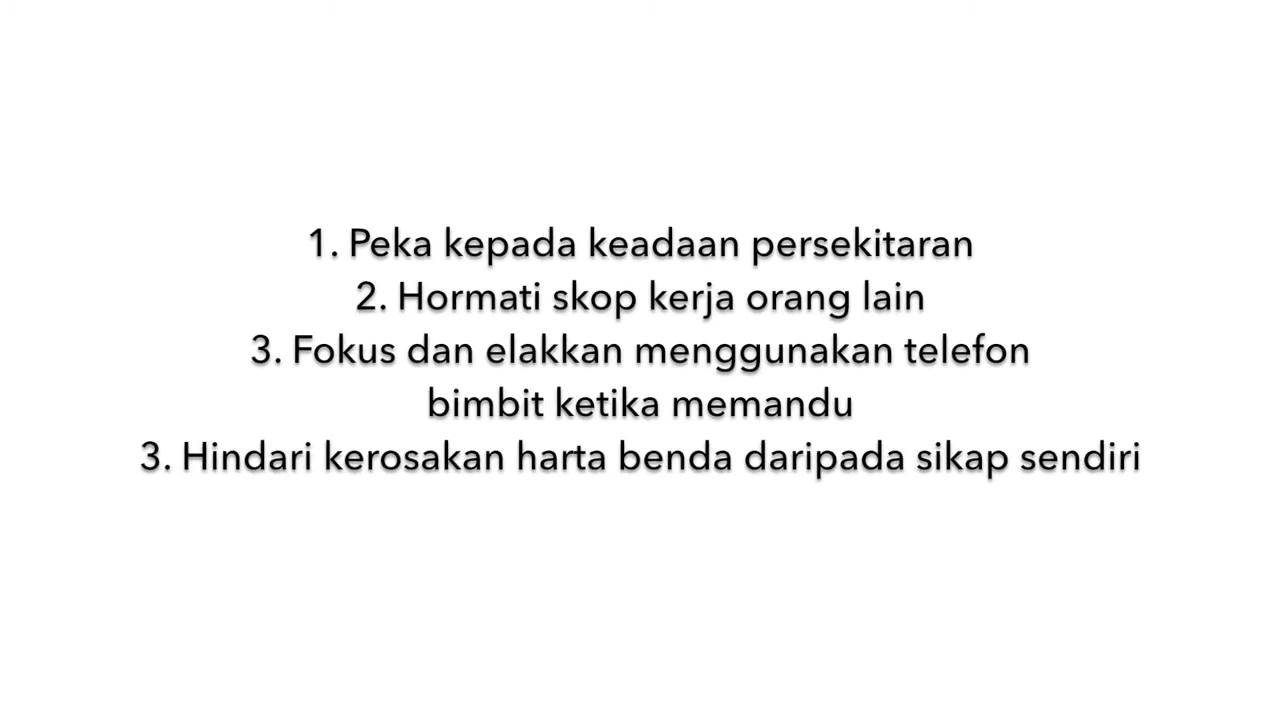 1. Peka kepada keadaan persekitaran
2. Hormati skop kerja orang lain
3. Fokus dan elakkan menggunakan telefon
bimbit ketika memandu
3. Hindari kerosakan harta benda daripada sikap sendiri